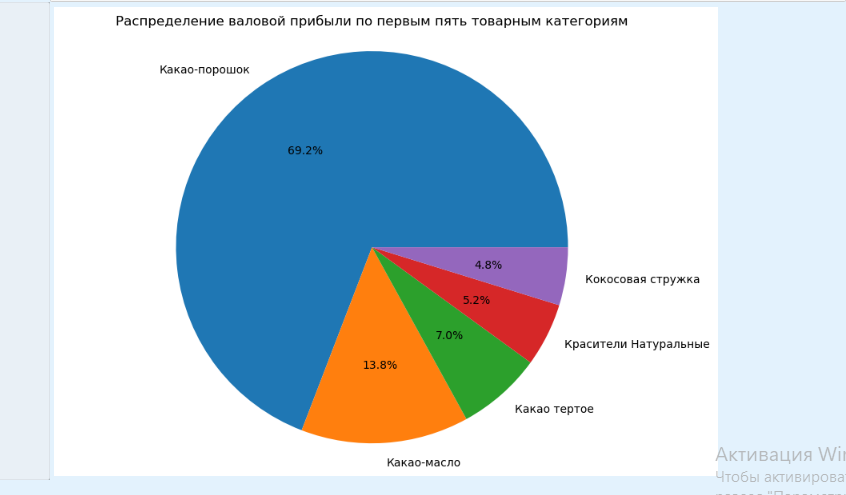 Распределение валовой прибыли по первым пять товарным категориям
Какао-порошок
69.2%
4.8%
Кокосовая стружка
5.2%
Красители Натуральные
7.0%
Какао тертое
13.8%
Какао-масло
Активация Wi
Чтобы